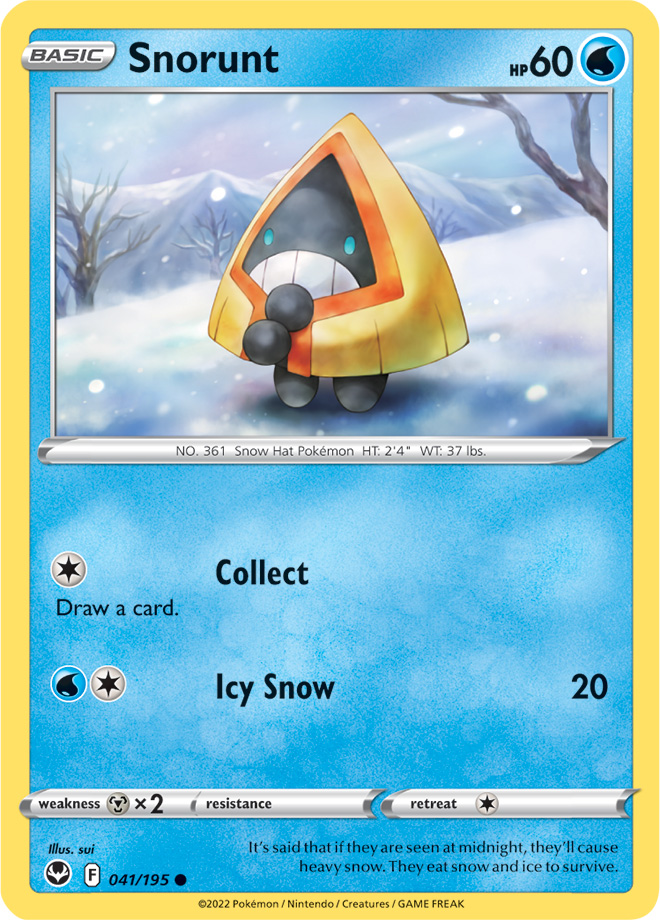 BASIC Snorunt HP60
NO. 361 Snow Hat Pokémon HT: 2'4" WT: 37 lbs.
Collect
Draw a card.
Icy Snow 20
weakness ×2 resistance retreat
Illus. sui
It's said that if they are seen at midnight, they'll cause
heavy snow. They eat snow and ice to survive.
F 041/195
©2022 Pokémon / Nintendo / Creatures / GAME FREAK